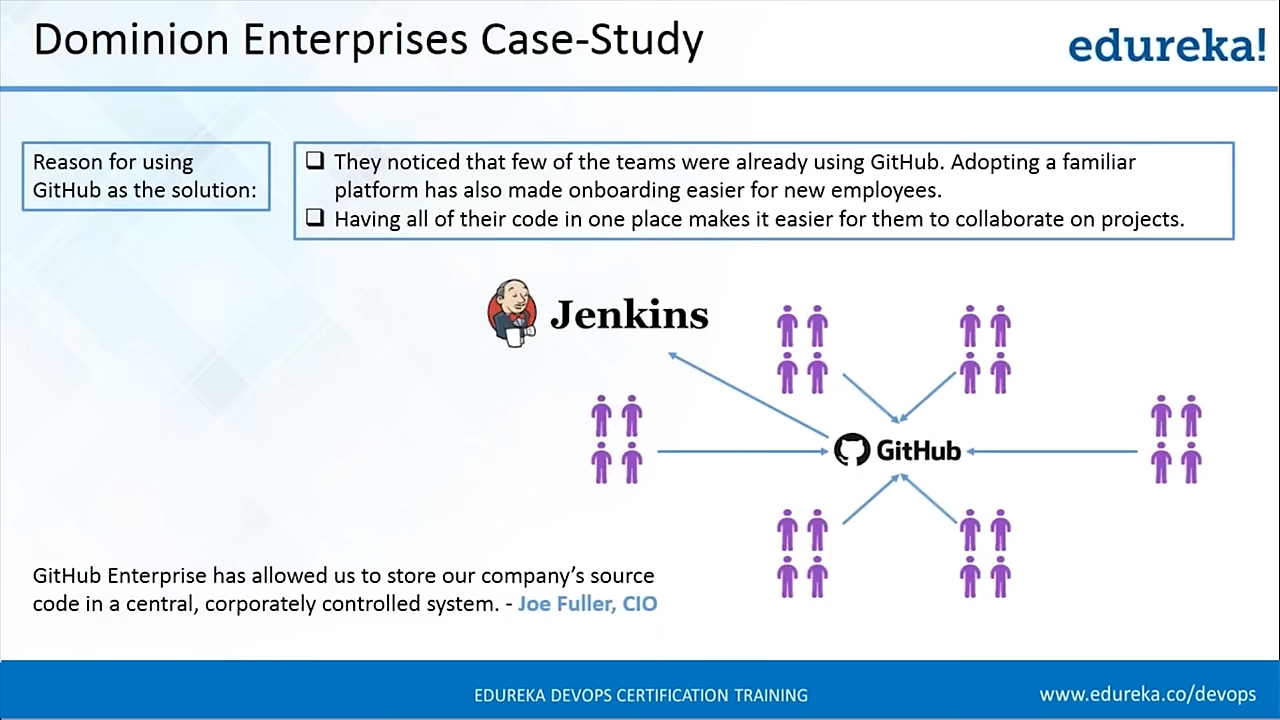 Dominion Enterprises Case-Study
edureka!
Reason for using
GitHub as the solution:
❑ They noticed that few of the teams were already using GitHub. Adopting a familiar
platform has also made onboarding easier for new employees.
❑ Having all of their code in one place makes it easier for them to collaborate on projects.
Jenkins
GitHub
GitHub Enterprise has allowed us to store our company’s source
code in a central, corporately controlled system. - Joe Fuller, CIO
EDUREKA DEVOPS CERTIFICATION TRAINING
www.edureka.co/devops